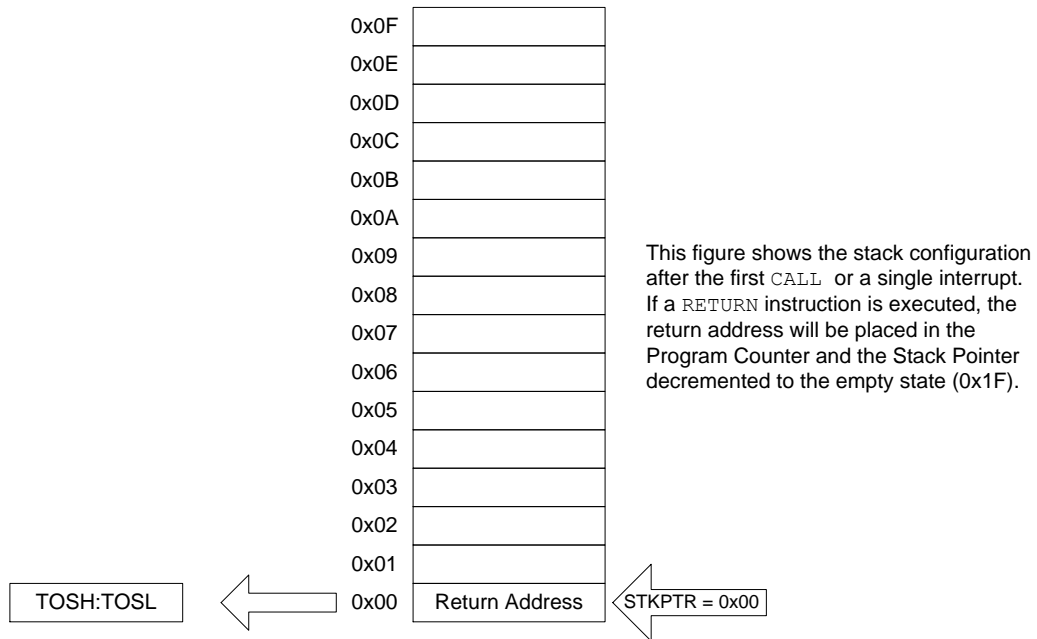 0x0F
0x0E
0x0D
0x0C
0x0B
0x0A
0x09
0x08
0x07
0x06
0x05
0x04
0x03
0x02
0x01
0x00
TOSH:TOSL
Return Address
STKPTR = 0x00
This figure shows the stack configuration
after the first CALL or a single interrupt.
If a RETURN instruction is executed, the
return address will be placed in the
Program Counter and the Stack Pointer
decremented to the empty state (0x1F).